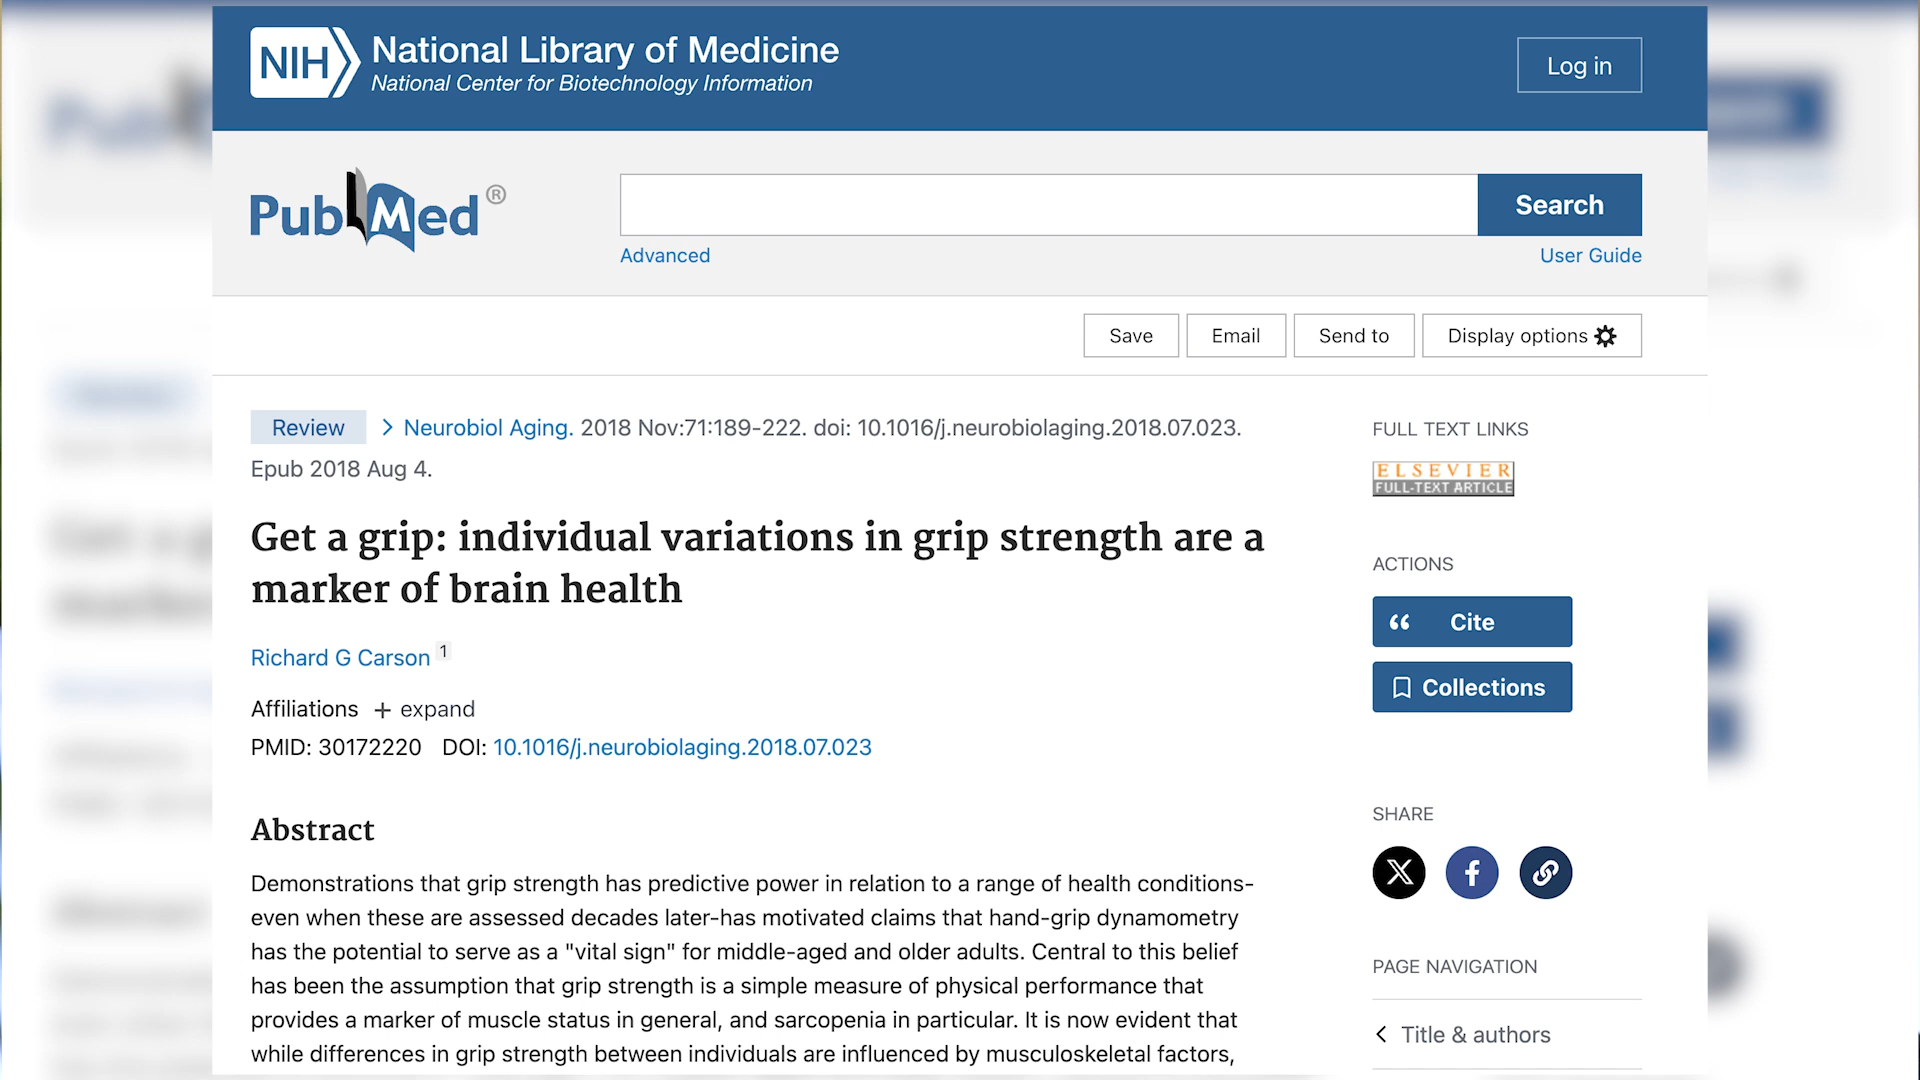 NIH National Library of Medicine
National Center for Biotechnology Information
Log in
PubMed®
Search
Advanced
User Guide
Save
Email
Send to
Display options
Review
Neurobiol Aging. 2018 Nov:71:189-222. doi: 10.1016/j.neurobiolaging.2018.07.023.
Epub 2018 Aug 4.
Get a grip: individual variations in grip strength are a
marker of brain health
Richard G Carson 1
Affiliations + expand
PMID: 30172220 DOI: 10.1016/j.neurobiolaging.2018.07.023
Abstract
Demonstrations that grip strength has predictive power in relation to a range of health conditions-
even when these are assessed decades later-has motivated claims that hand-grip dynamometry
has the potential to serve as a "vital sign" for middle-aged and older adults. Central to this belief
has been the assumption that grip strength is a simple measure of physical performance that
provides a marker of muscle status in general, and sarcopenia in particular. It is now evident that
while differences in grip strength between individuals are influenced by musculoskeletal factors,
FULL TEXT LINKS
ELSEVIER
FULL-TEXT ARTICLE
ACTIONS
Cite
Collections
SHARE
PAGE NAVIGATION
Title & authors